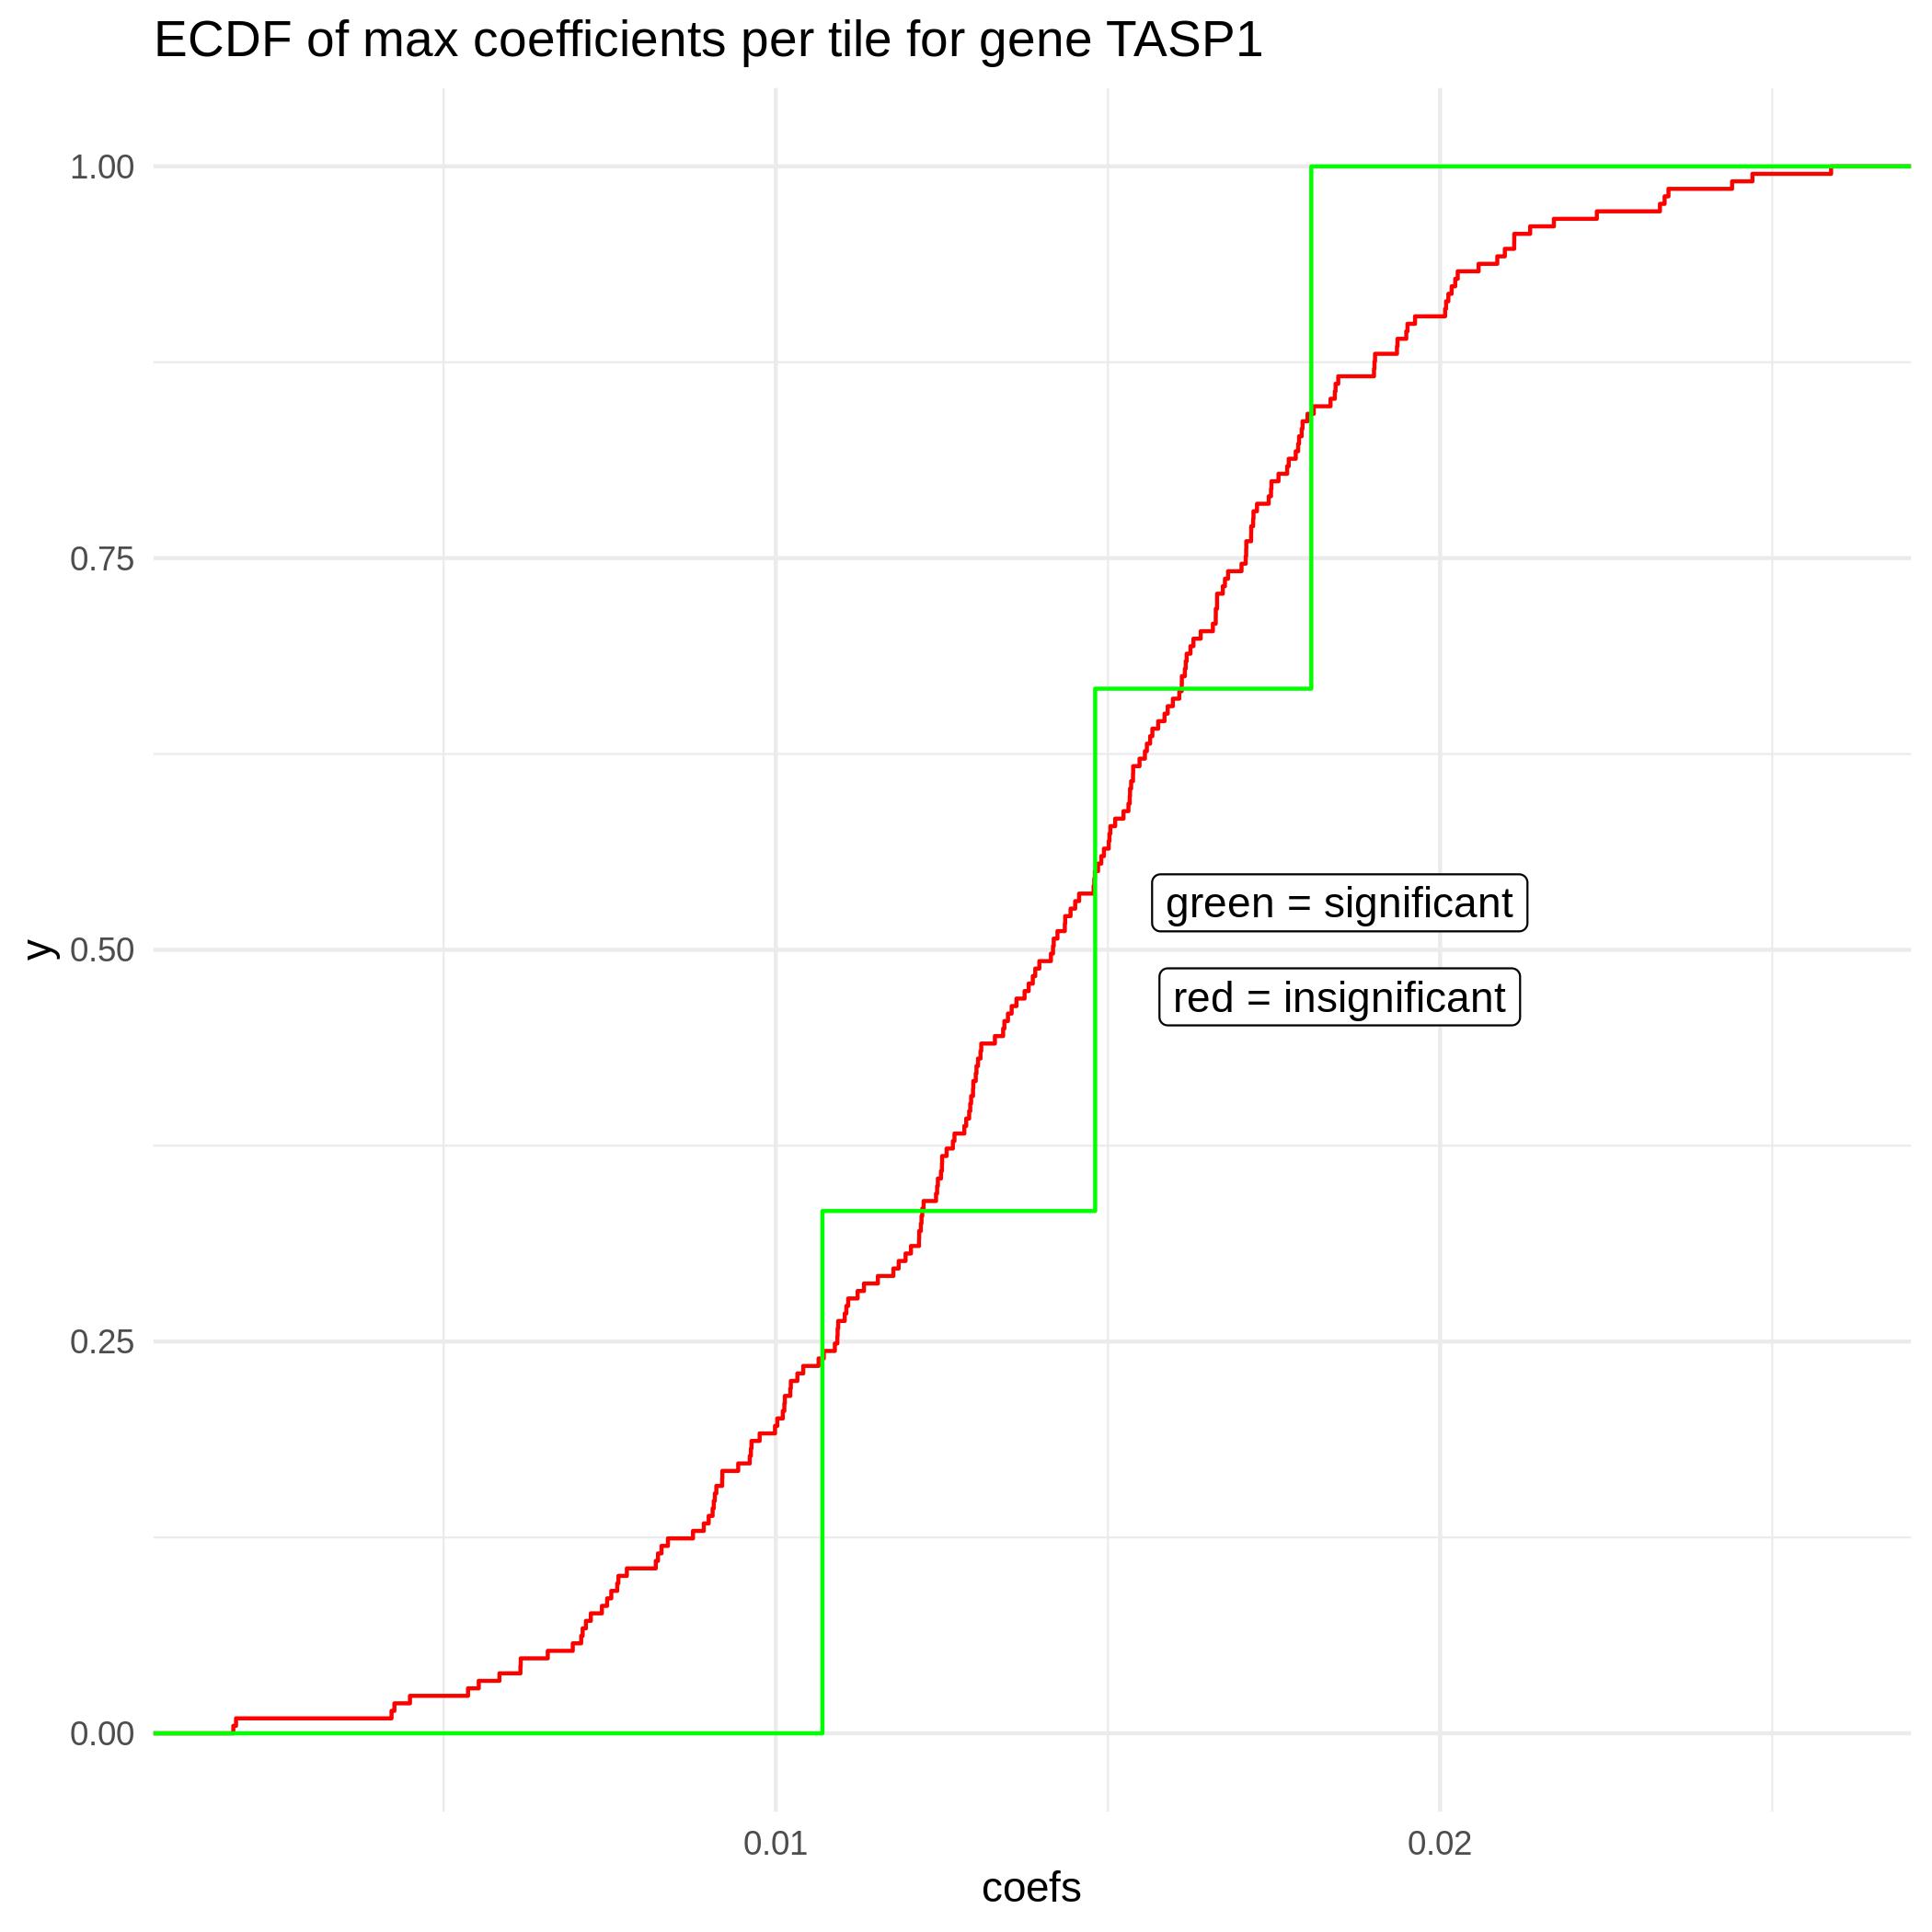 ECDF of max coefficients per tile for gene TASP1
1.00
0.75
green = significant
y
0.50
red = insignificant
0.25
0.00
0.01
0.02
coefs